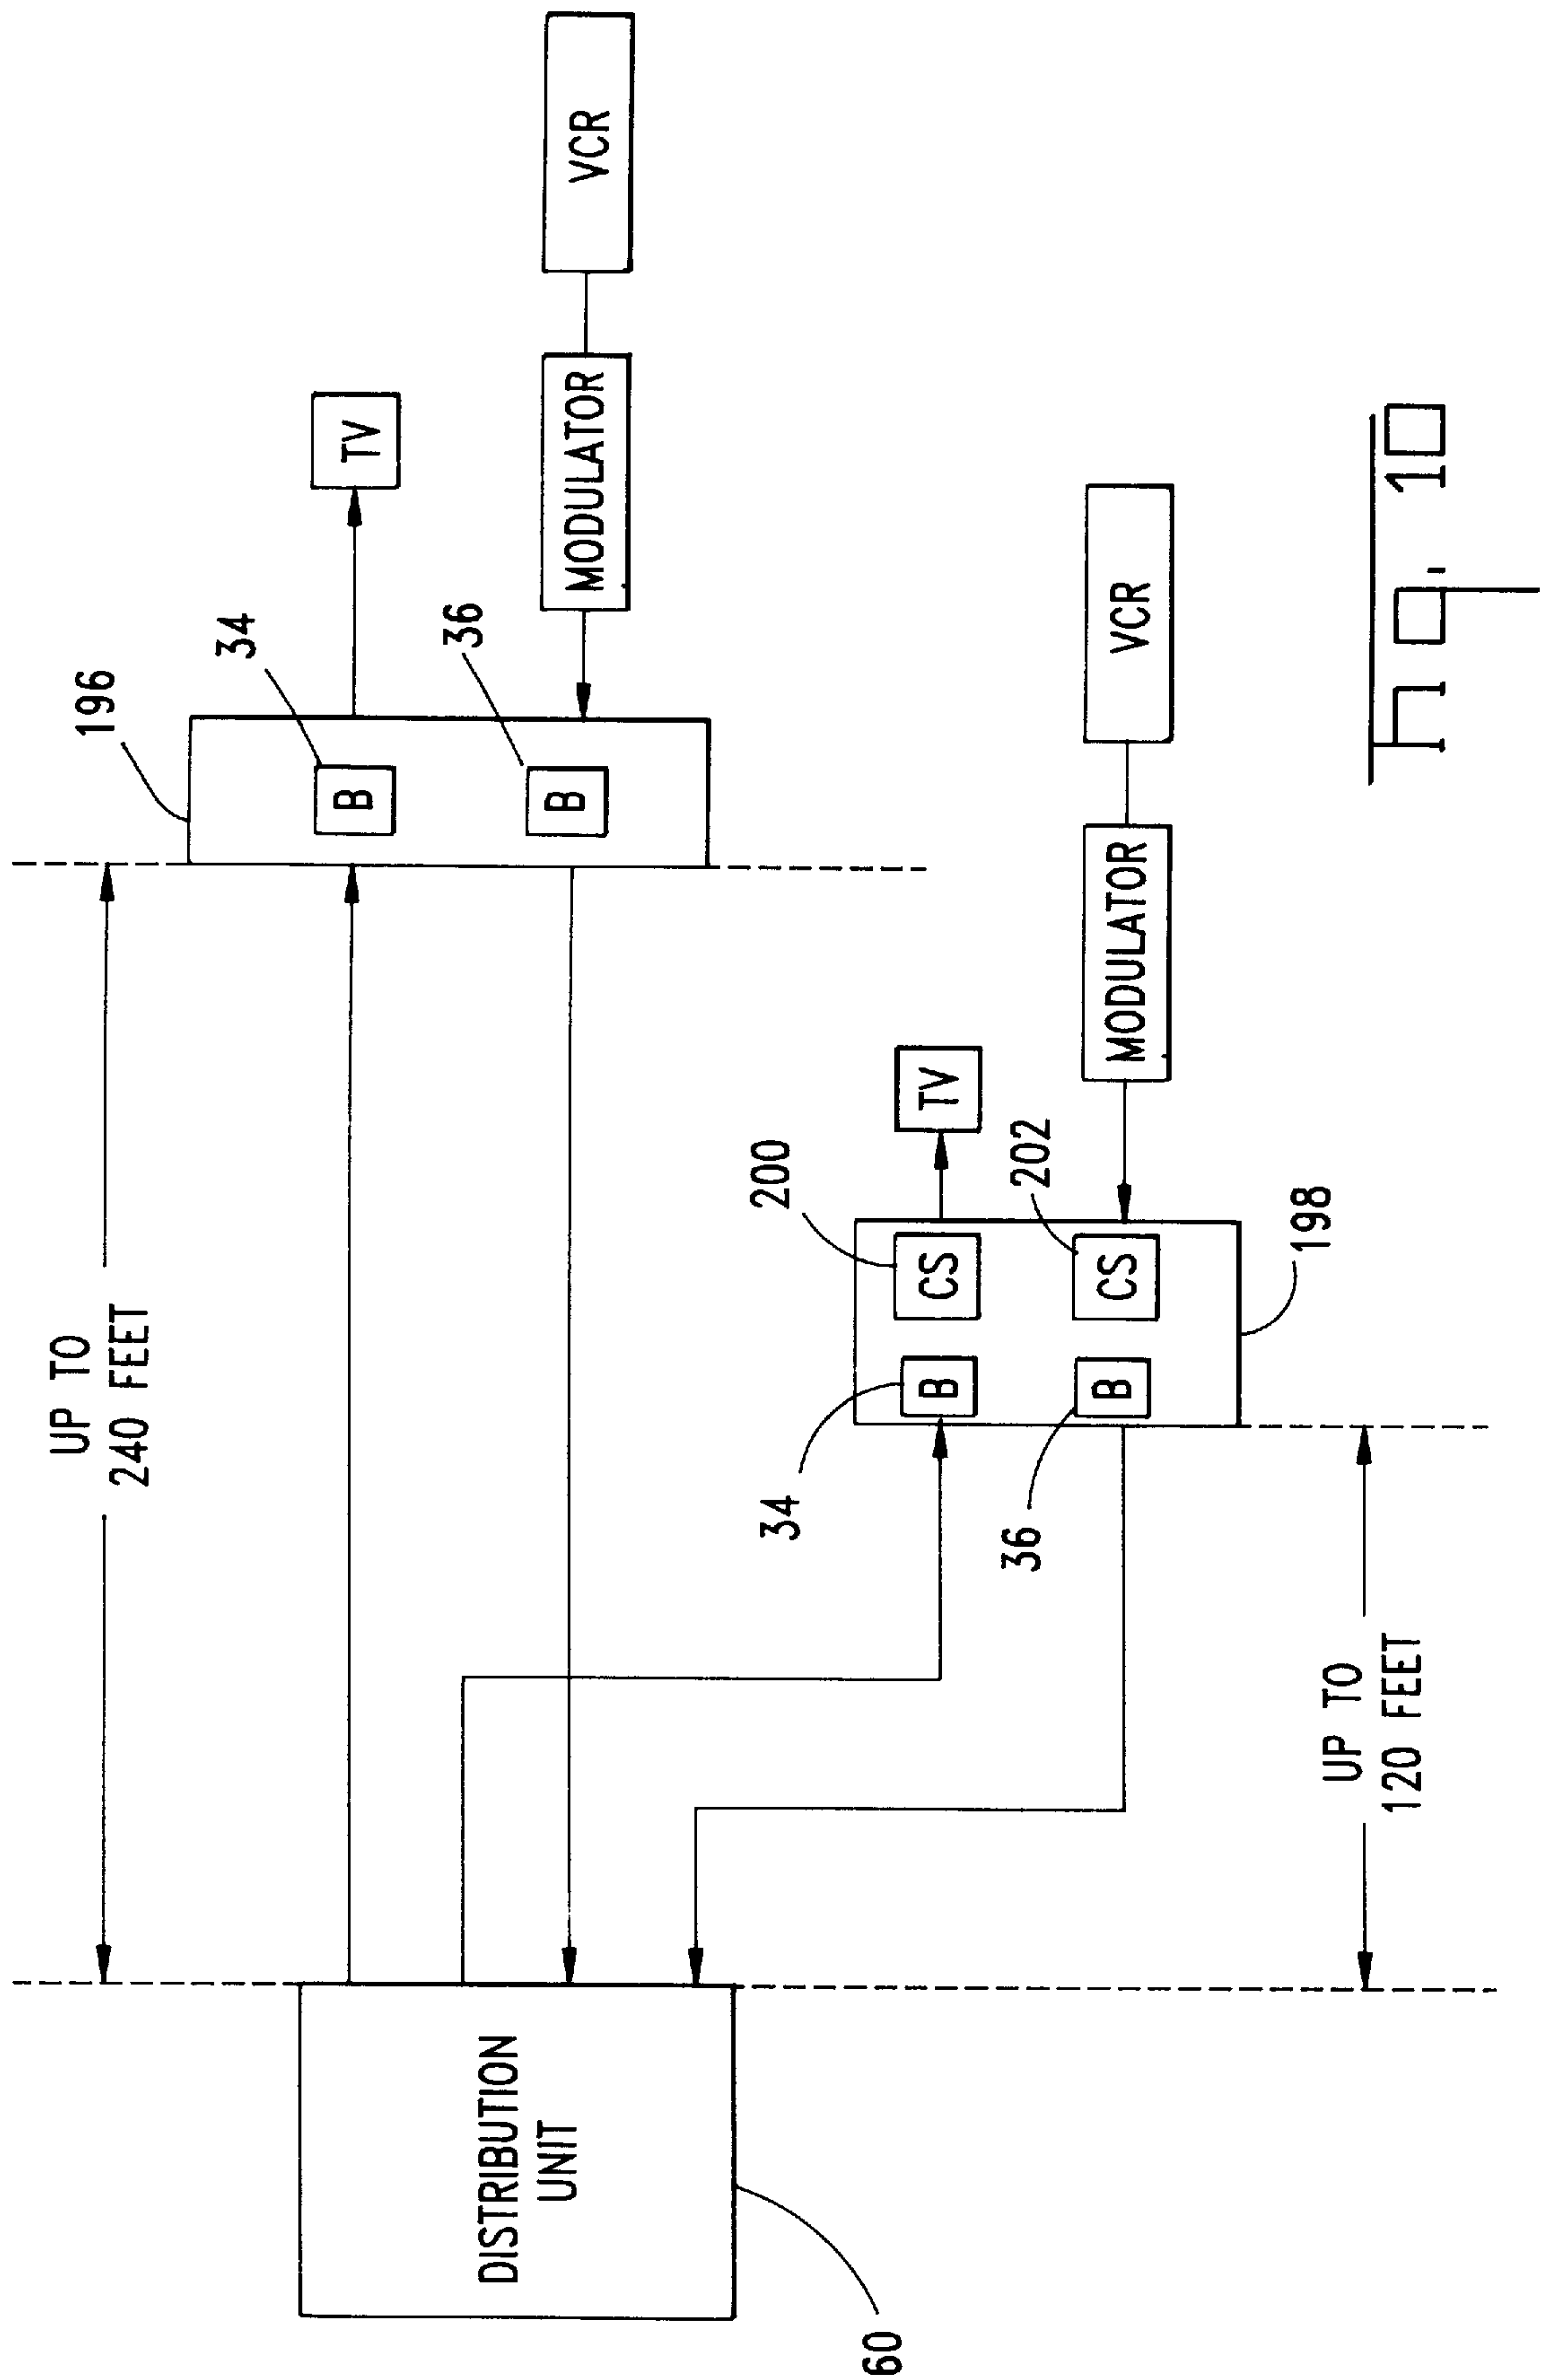 UP TO
240 FEET
196
34
B
TV
36
B
MODULATOR
VCR
DISTRIBUTION
UNIT
60
34
200
B
CS
TV
36
202
B
CS
MODULATOR
VCR
198
UP TO
120 FEET
Fig. 10